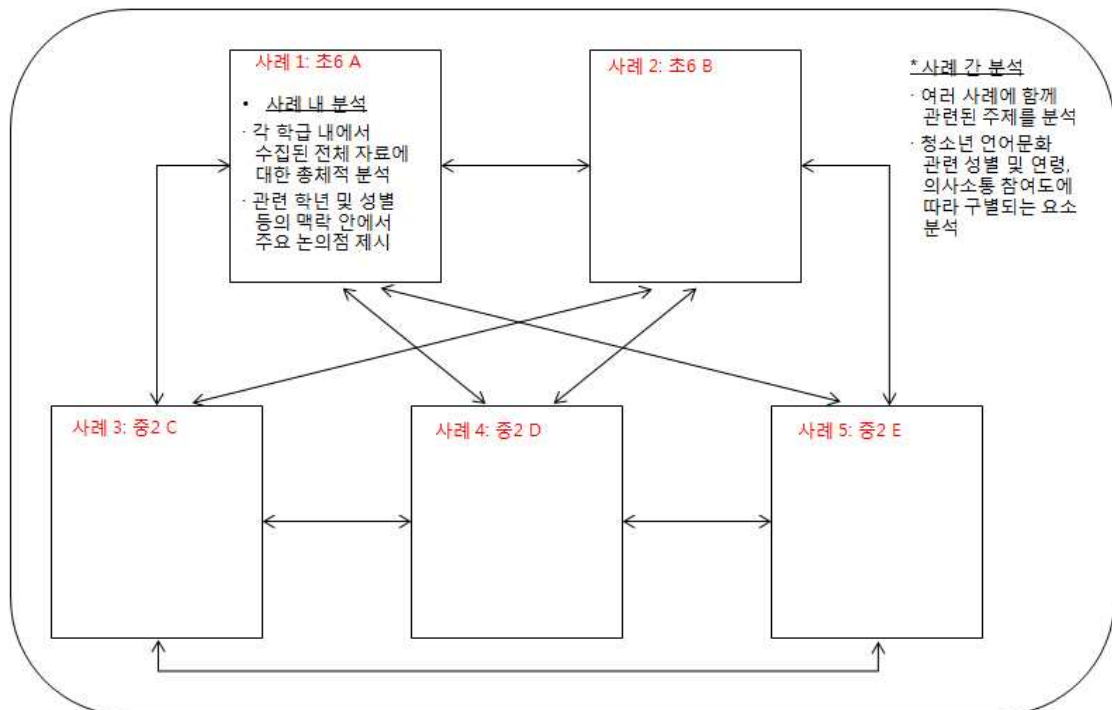 사례 1: 초6 A
• 사례 내 분석
· 각 학급 내에서
수집된 전체 자료에
대한 총체적 분석
· 관련 학년 및 성별
등의 맥락 안에서
주요 논의점 제시
사례 2: 초6 B
* 사례 간 분석
· 여러 사례에 함께
관련된 주제를 분석
· 청소년 언어문화
관련 성별 및 연령,
의사소통 참여도에
따라 구별되는 요소
분석
사례 3: 중2 C
사례 4: 중2 D
사례 5: 중2 E